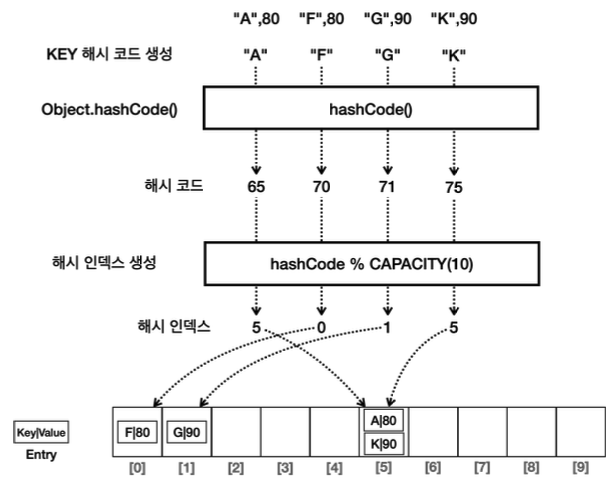 "A",80 "F",80 "G",90 "K",90
KEY 해시 코드 생성 "A" "F" "G" "K"
Object.hashCode() hashCode()
해시 코드 65 70 71 75
해시 인덱스 생성 hashCode % CAPACITY(10)
해시 인덱스 5 0 1 5
Key|Value F|80 G|90 A|80
K|90
Entry
[0] [1] [2] [3] [4] [5] [6] [7] [8] [9]